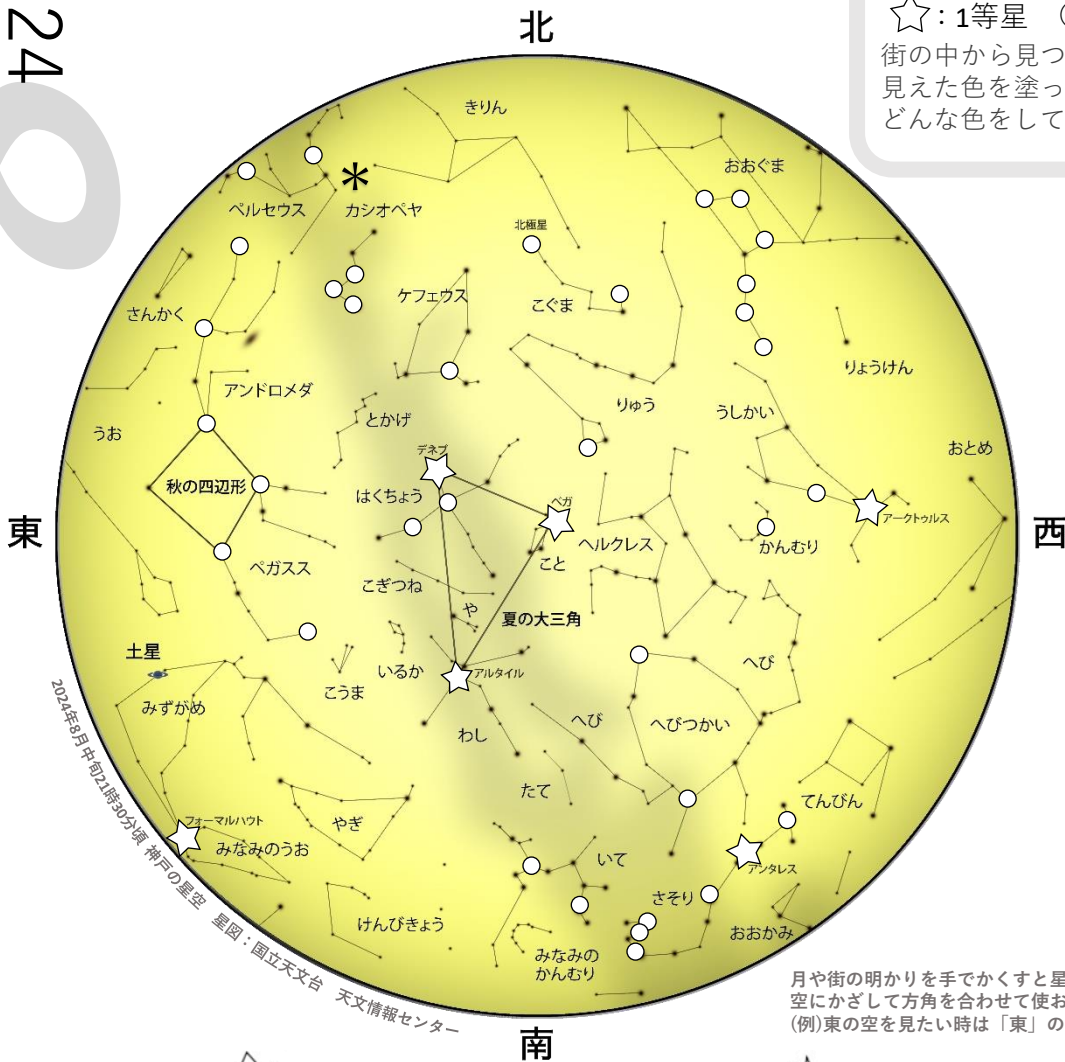 24
北
☆：1等星 （
街の中から見つ
見えた色を塗っ
どんな色をして
きりん
おおぐま
*
ペルセウス
カシオペヤ
北極星
さんかく
ケフェウス
こぐま
りょうけん
アンドロメダ
とかげ
りゅう
うしかい
うお
おとめ
デネブ
秋の四辺形
はくちょう
ベガ
アークトゥルス
東
西
ヘルクレス
かんむり
こと
ペガスス
こぎつね
や
夏の大三角
土星
いるか
アルタイル
へび
こうま
みずがめ
わし
へび
へびつかい
たて
てんびん
フォーマルハウト
やぎ
みなみのうお
いて
アンタレス
さそり
けんびきょう
おおかみ
みなみの
かんむり
2024年8月中旬21時30分頃 神戸の星空 星図：国立天文台 天文情報センター
南
月や街の明かりを手でかくすと星
空にかざして方角を合わせて使お
(例)東の空を見たい時は「東」の